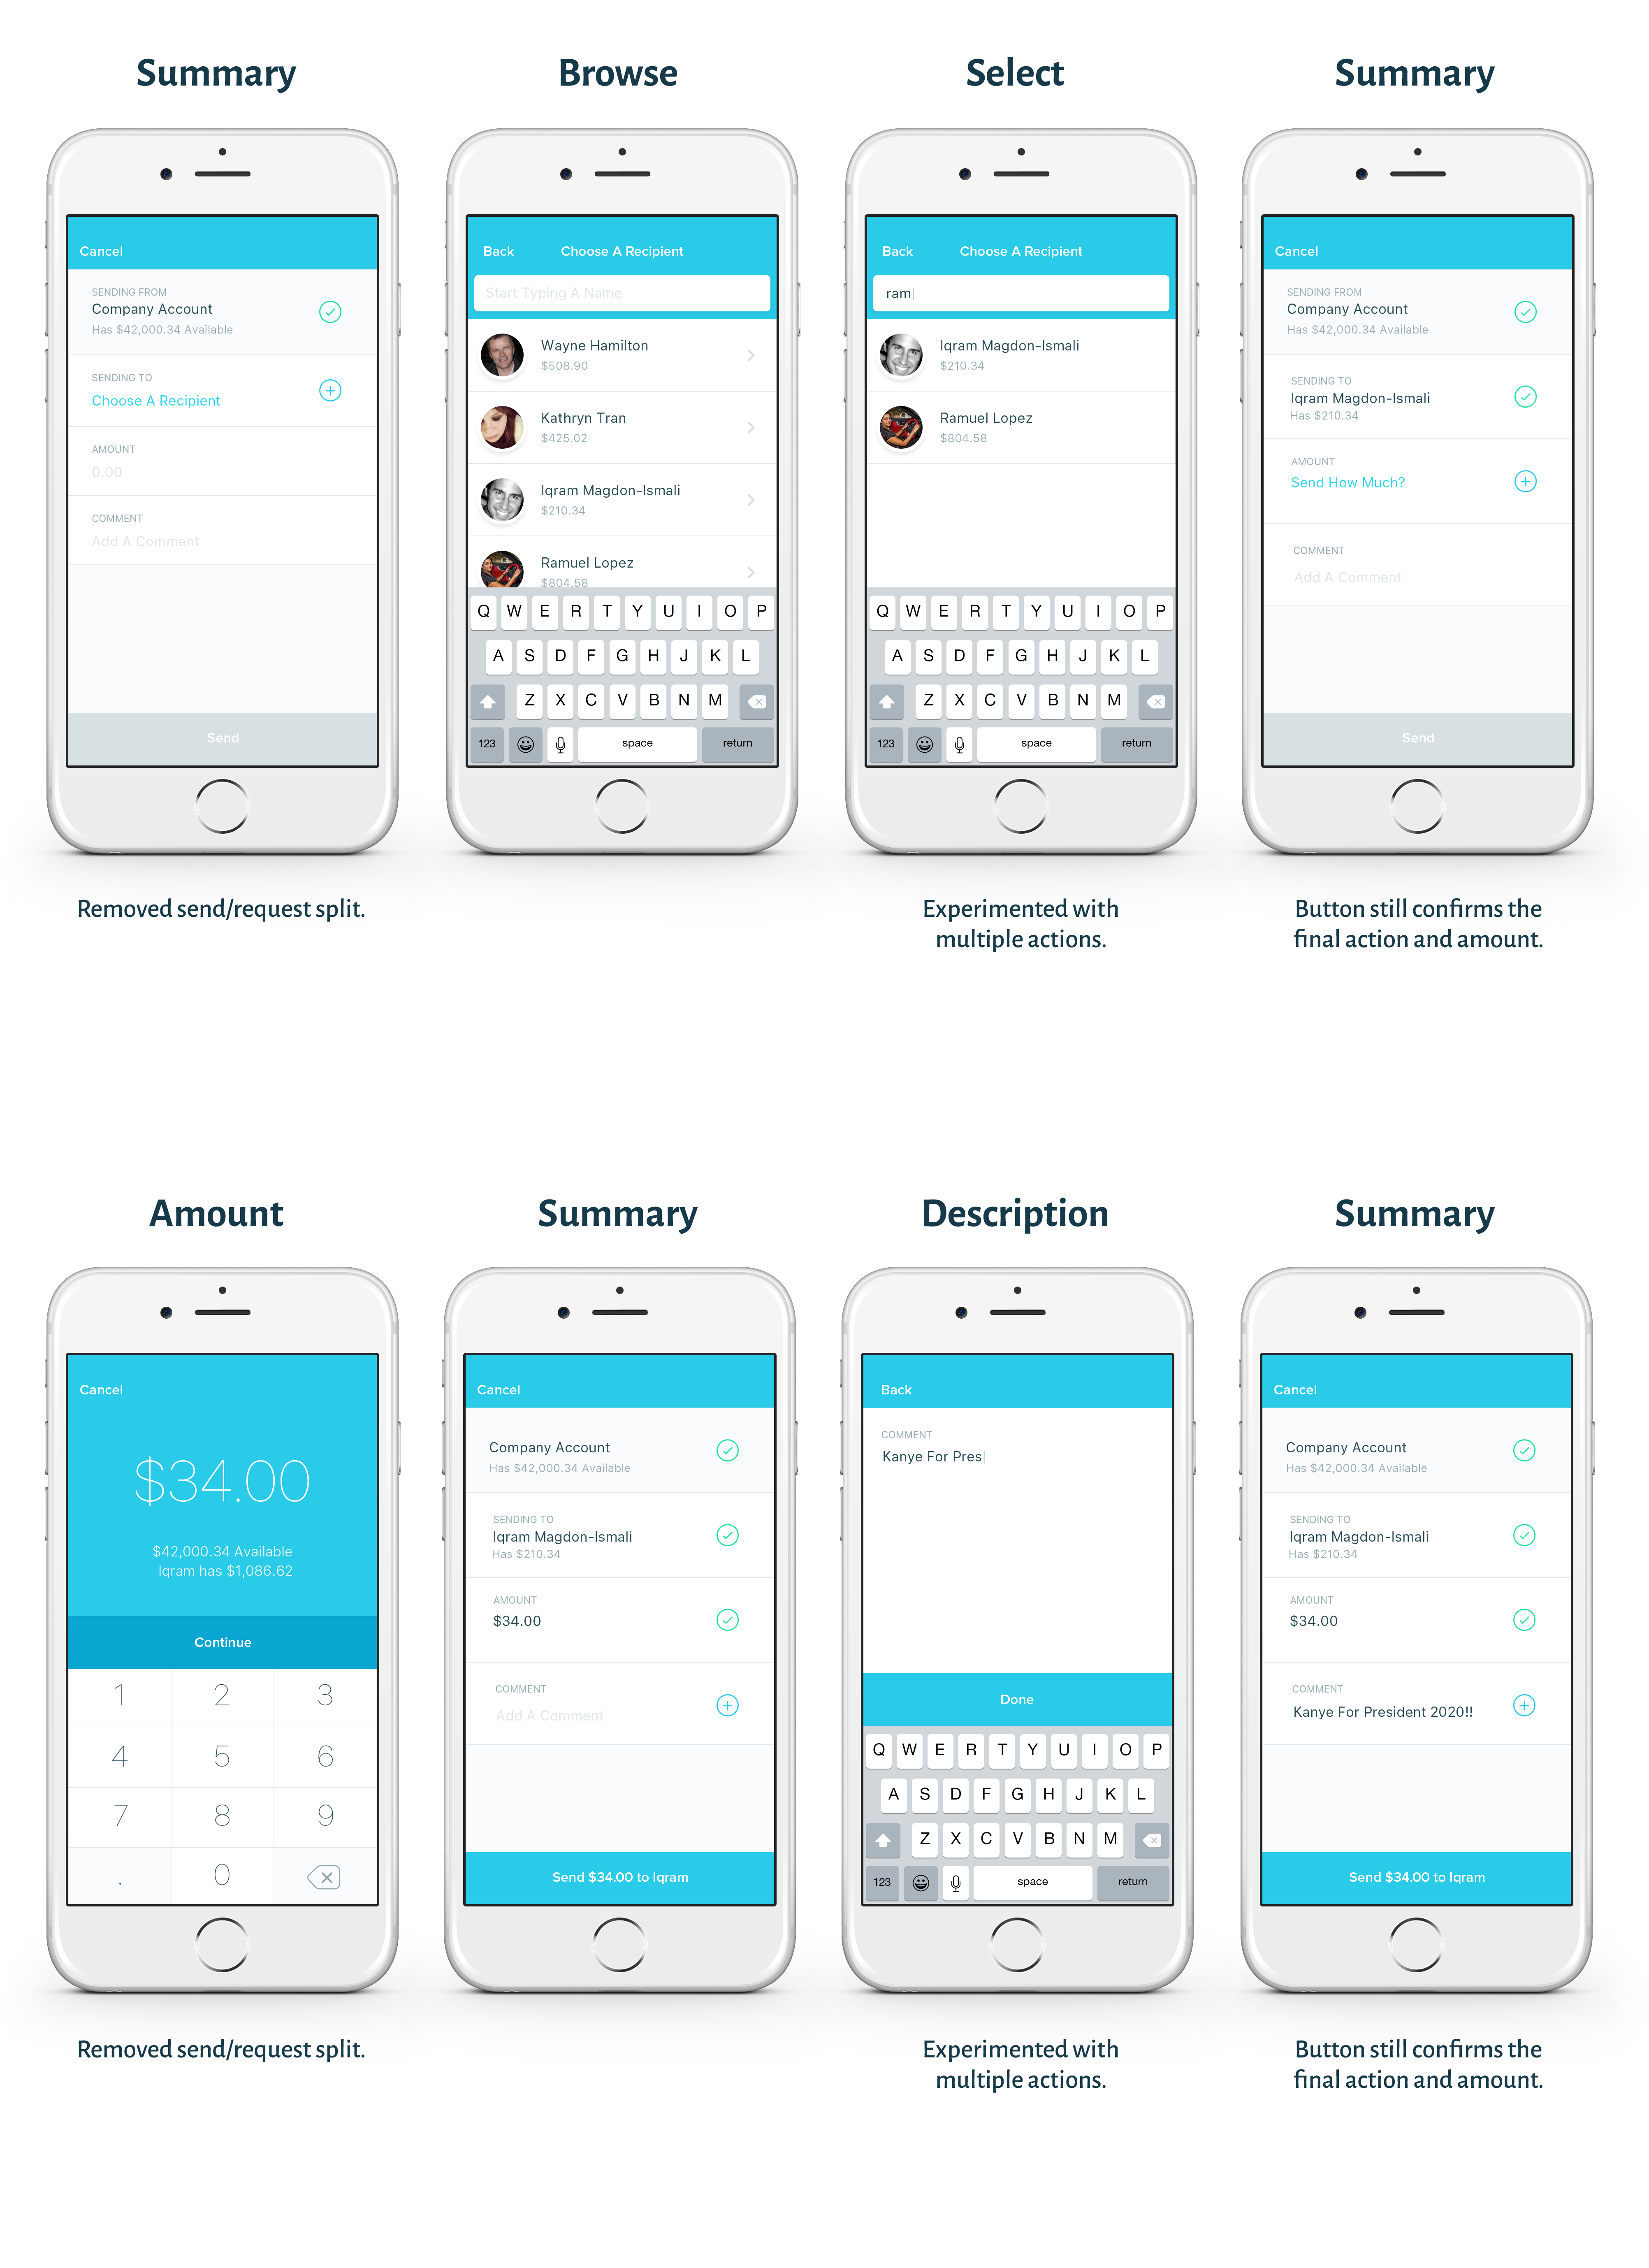 Summary
Cancel
SENDING FROM
Company Account
Has $42,000.34 Available
SENDING TO
Choose A Recipient
AMOUNT
0.00
COMMENT
Add A Comment
Send
Removed send/request split.
Browse
Back Choose A Recipient
Start Typing A Name
Wayne Hamilton
$508.90
Kathryn Tran
$425.02
Iqram Magdon-Ismali
$210.34
Ramuel Lopez
$804.58
Q W E R T Y U I O P
A S D F G H J K L
Z X C V B N M
123 space return
Select
Back Choose A Recipient
ram
Iqram Magdon-Ismali
$210.34
Ramuel Lopez
$804.58
Q W E R T Y U I O P
A S D F G H J K L
Z X C V B N M
123 space return
Experimented with
multiple actions.
Summary
Cancel
SENDING FROM
Company Account
Has $42,000.34 Available
SENDING TO
Iqram Magdon-Ismali
Has $210.34
AMOUNT
Send How Much?
COMMENT
Add A Comment
Send
Button still confirms the
final action and amount.
Amount
Cancel
$34.00
$42,000.34 Available
Iqram has $1,086.62
Continue
1 2 3
4 5 6
7 8 9
. 0
Removed send/request split.
Summary
Cancel
Company Account
Has $42,000.34 Available
SENDING TO
Iqram Magdon-Ismali
Has $210.34
AMOUNT
$34.00
COMMENT
Add A Comment
Send $34.00 to Iqram
Description
Back
COMMENT
Kanye For Pres
Done
Q W E R T Y U I O P
A S D F G H J K L
Z X C V B N M
123 space return
Experimented with
multiple actions.
Summary
Cancel
Company Account
Has $42,000.34 Available
SENDING TO
Iqram Magdon-Ismali
Has $210.34
AMOUNT
$34.00
COMMENT
Kanye For President 2020!!
Send $34.00 to Iqram
Button still confirms the
final action and amount.